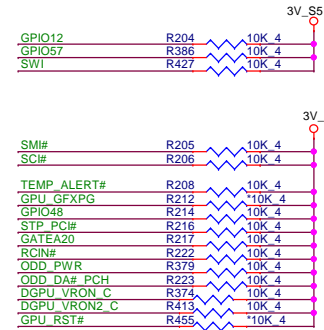 3V_S5
GPIO12 R204 10K_4
GPIO57 R386 10K_4
SWI R427 10K_4
3V_
SMI# R205 10K_4
SCI# R206 10K_4
TEMP_ALERT# R208 10K_4
GPU_GFXPG R212 *10K_4
GPIO48 R214 10K_4
STP_PCI# R216 10K_4
GATEA20 R217 10K_4
RCIN# R222 10K_4
ODD_PWR R379 10K_4
ODD_DA#_PCH R223 10K_4
DGPU_VRON_C R374 10K_4
DGPU_VRON2_C R413 10K_4
GPU_RST# R455 *10K_4